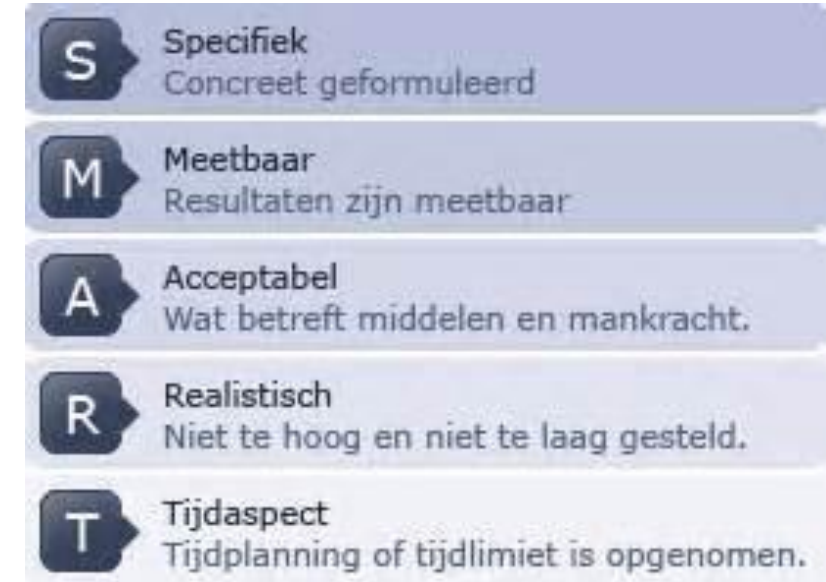 S
Specifiek
Concreet geformuleerd
M
Meetbaar
Resultaten zijn meetbaar
A
Acceptabel
Wat betreft middelen en mankracht.
R
Realistisch
Niet te hoog en niet te laag gesteld.
T
Tijdaspect
Tijdplanning of tijdlimiet is opgenomen.